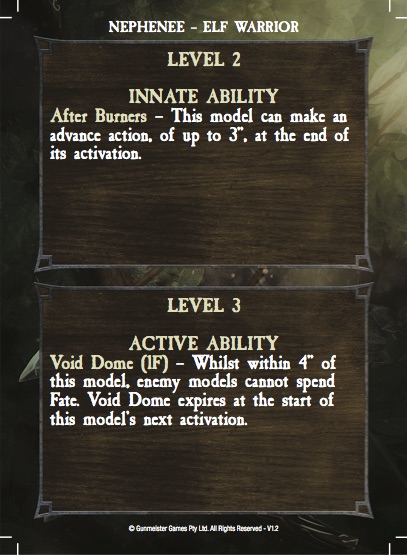 NEPHENEE - ELF WARRIOR
LEVEL 2
INNATE ABILITY
After Burners – This model can make an
advance action, of up to 3”, at the end of
its activation.
LEVEL 3
ACTIVE ABILITY
Void Dome (1F) – Whilst within 4” of
this model, enemy models cannot spend
Fate. Void Dome expires at the start of
this model’s next activation.
© Gunmeister Games Pty Ltd. All Rights Reserved - V1.2